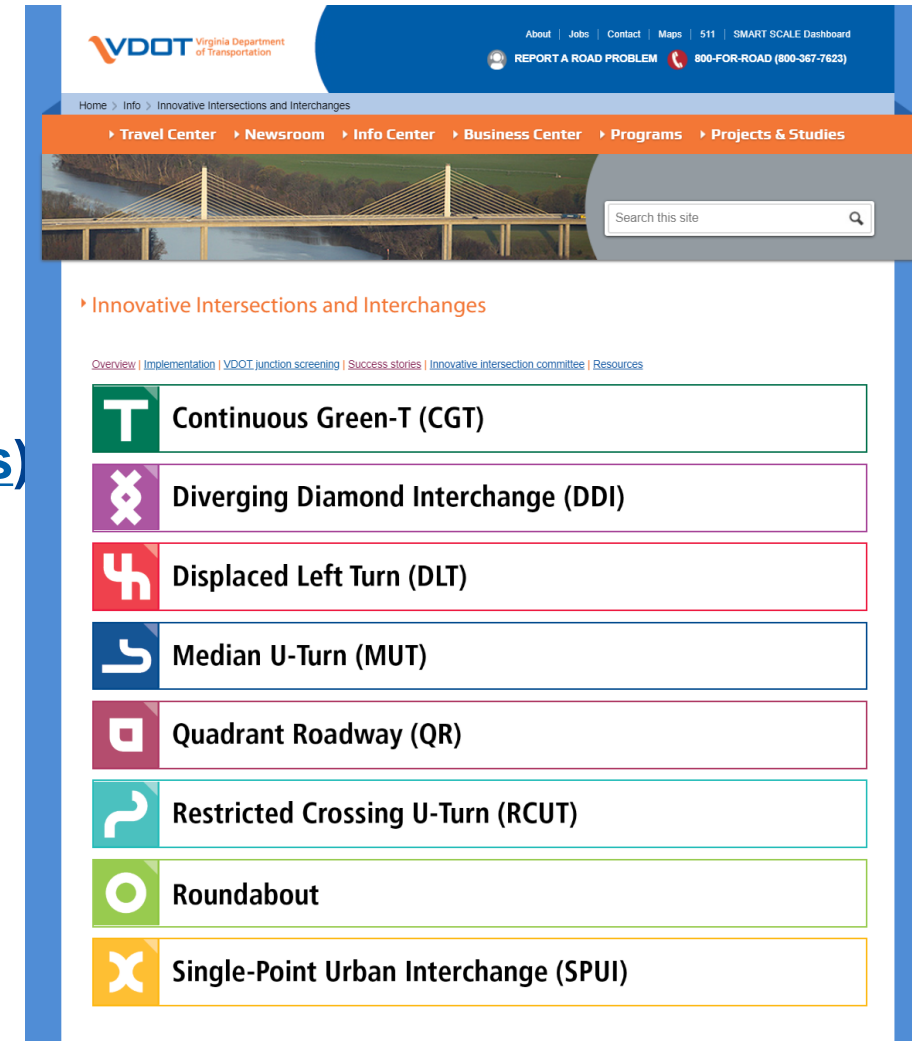 VDOT Virginia Department
of Transportation
About | Jobs | Contact | Maps | 511 | SMART SCALE Dashboard
REPORT A ROAD PROBLEM 800-FOR-ROAD (800-367-7623)
Home > Info > Innovative Intersections and Interchanges
Travel Center Newsroom Info Center Business Center Programs Projects & Studies
Search this site
Innovative Intersections and Interchanges
Overview | Implementation | VDOT junction screening | Success stories | Innovative intersection committee | Resources
Continuous Green-T (CGT)
s)
Diverging Diamond Interchange (DDI)
Displaced Left Turn (DLT)
Median U-Turn (MUT)
Quadrant Roadway (QR)
Restricted Crossing U-Turn (RCUT)
Roundabout
Single-Point Urban Interchange (SPUI)